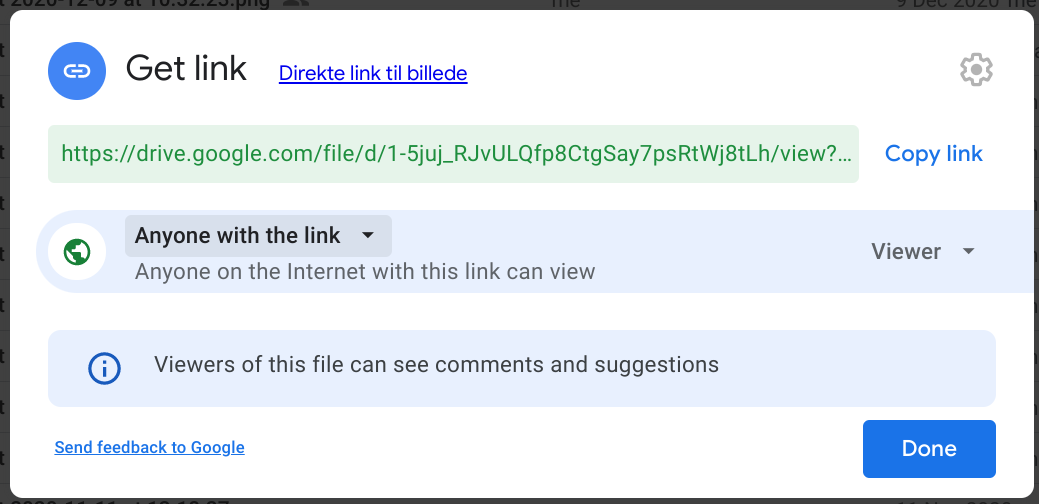 Get link
Direkte link til billede
https://drive.google.com/file/d/1-5juj_RJvULQfp8CtgSay7psRtWj8tLh/view?...
Copy link
Anyone with the link
Anyone on the Internet with this link can view
Viewer
Viewers of this file can see comments and suggestions
Send feedback to Google
Done